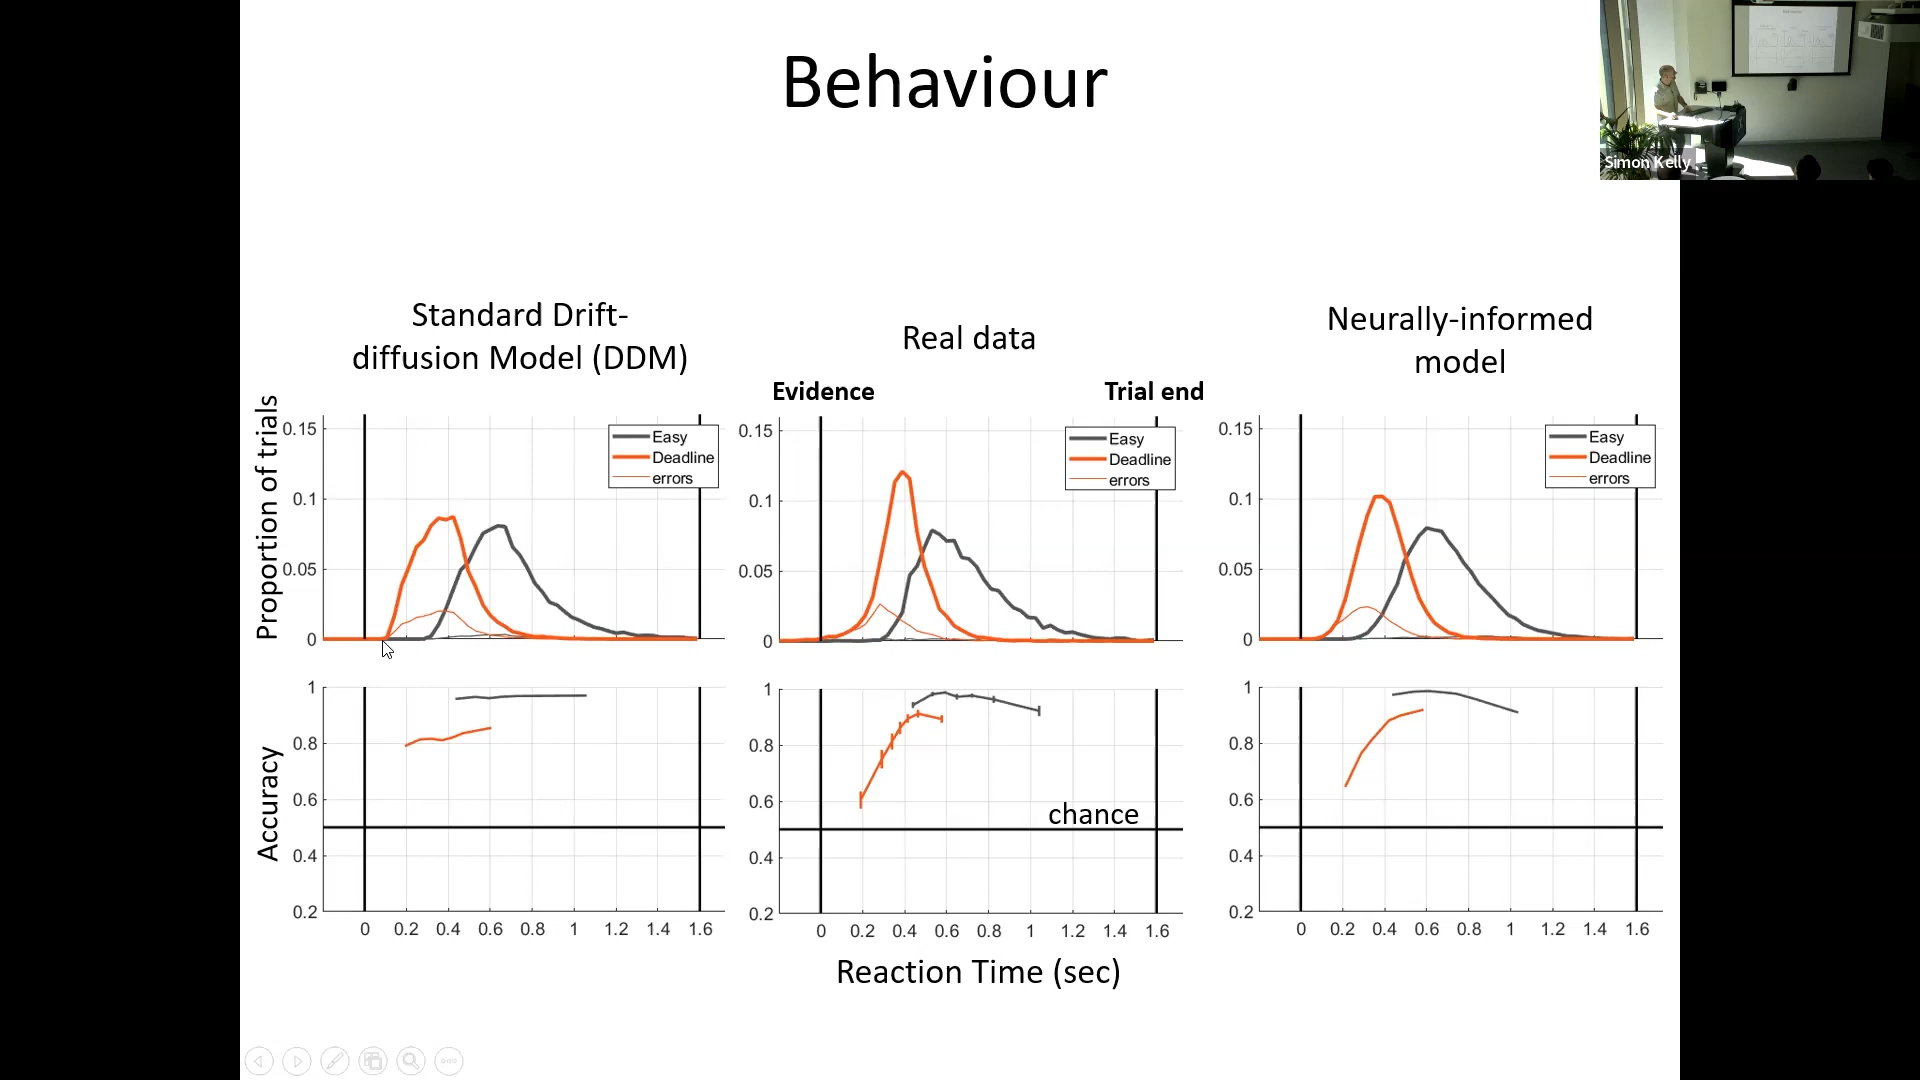 Behaviour
Simon Kelly
Standard Drift-
diffusion Model (DDM)
Real data
Neurally-informed
model
Evidence
Trial end
Proportion of trials
0.15
0.1
0.05
0
Easy
Deadline
errors
0.15
0.1
0.05
0
Easy
Deadline
errors
0.15
0.1
0.05
0
Easy
Deadline
errors
Accuracy
1
0.8
0.6
0.4
0.2
0 0.2 0.4 0.6 0.8 1 1.2 1.4 1.6
1
0.8
0.6
0.4
0.2
chance
0 0.2 0.4 0.6 0.8 1 1.2 1.4 1.6
1
0.8
0.6
0.4
0.2
0 0.2 0.4 0.6 0.8 1 1.2 1.4 1.6
Reaction Time (sec)